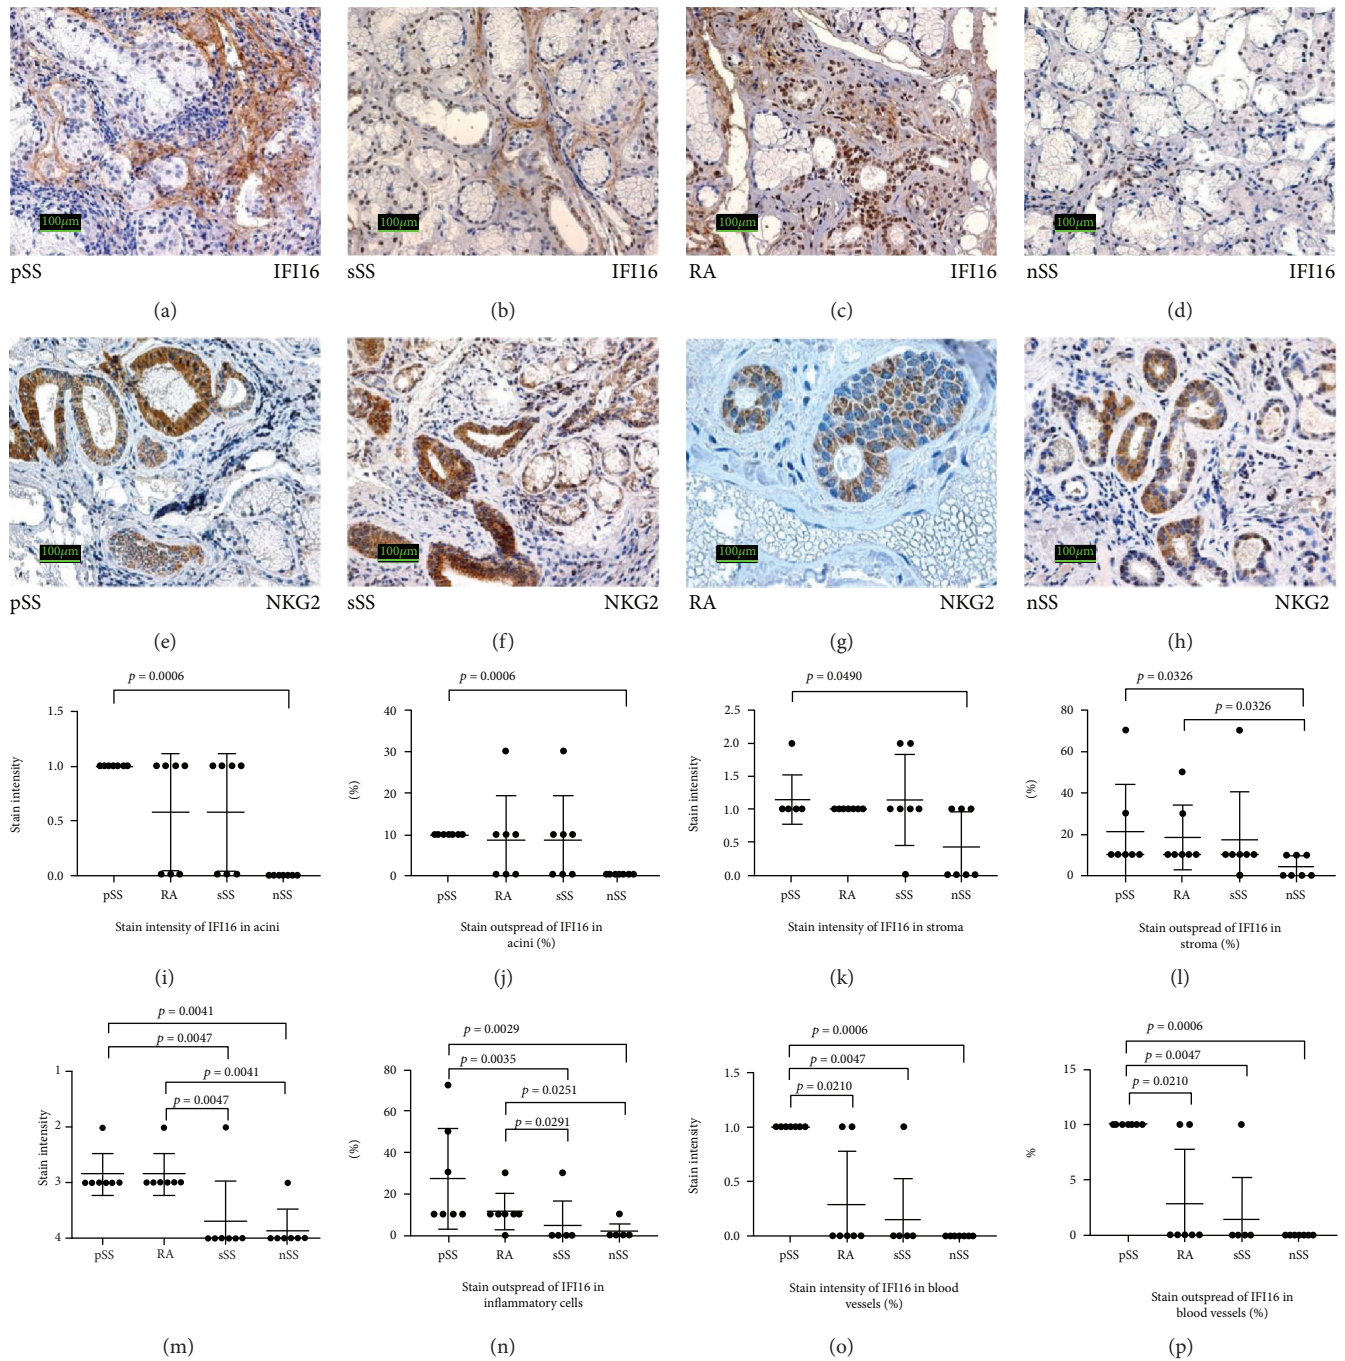 100μm 100μm 100μm 100μm
pSS IFI16 sSS IFI16 RA IFI16 nSS IFI16
(a) (b) (c) (d)
100μm 100μm 100μm 100μm
pSS NKG2 sSS NKG2 RA NKG2 nSS NKG2
(e) (f) (g) (h)
p = 0.0006
1.5
1.0
0.5
0.0
Stain intensity
pSS RA sSS nSS
Stain intensity of IFI16 in acini
(i)
p = 0.0006
40
30
20
10
0
(%)
pSS RA sSS nSS
Stain outspread of IFI16 in
acini (%)
(j)
p = 0.0490
2.5
2.0
1.5
1.0
0.5
0.0
Stain intensity
pSS RA sSS nSS
Stain intensity of IFI16 in stroma
(k)
p = 0.0326
p = 0.0326
80
60
40
20
0
(%)
pSS RA sSS nSS
Stain outspread of IFI16 in
stroma (%)
(l)
p = 0.0041
p = 0.0047
p = 0.0041
p = 0.0047
1
2
3
4
Stain intensity
pSS RA sSS nSS
(m)
p = 0.0029
p = 0.0035
p = 0.0251
p = 0.0291
80
60
40
20
0
(%)
pSS RA sSS nSS
Stain outspread of IFI16 in
inflammatory cells
(n)
p = 0.0006
p = 0.0047
p = 0.0210
1.5
1.0
0.5
0.0
Stain intensity
pSS RA sSS nSS
Stain intensity of IFI16 in blood
vessels (%)
(o)
p = 0.0006
p = 0.0047
p = 0.0210
15
10
5
0
%
pSS RA sSS nSS
Stain outspread of IFI16 in
blood vessels (%)
(p)